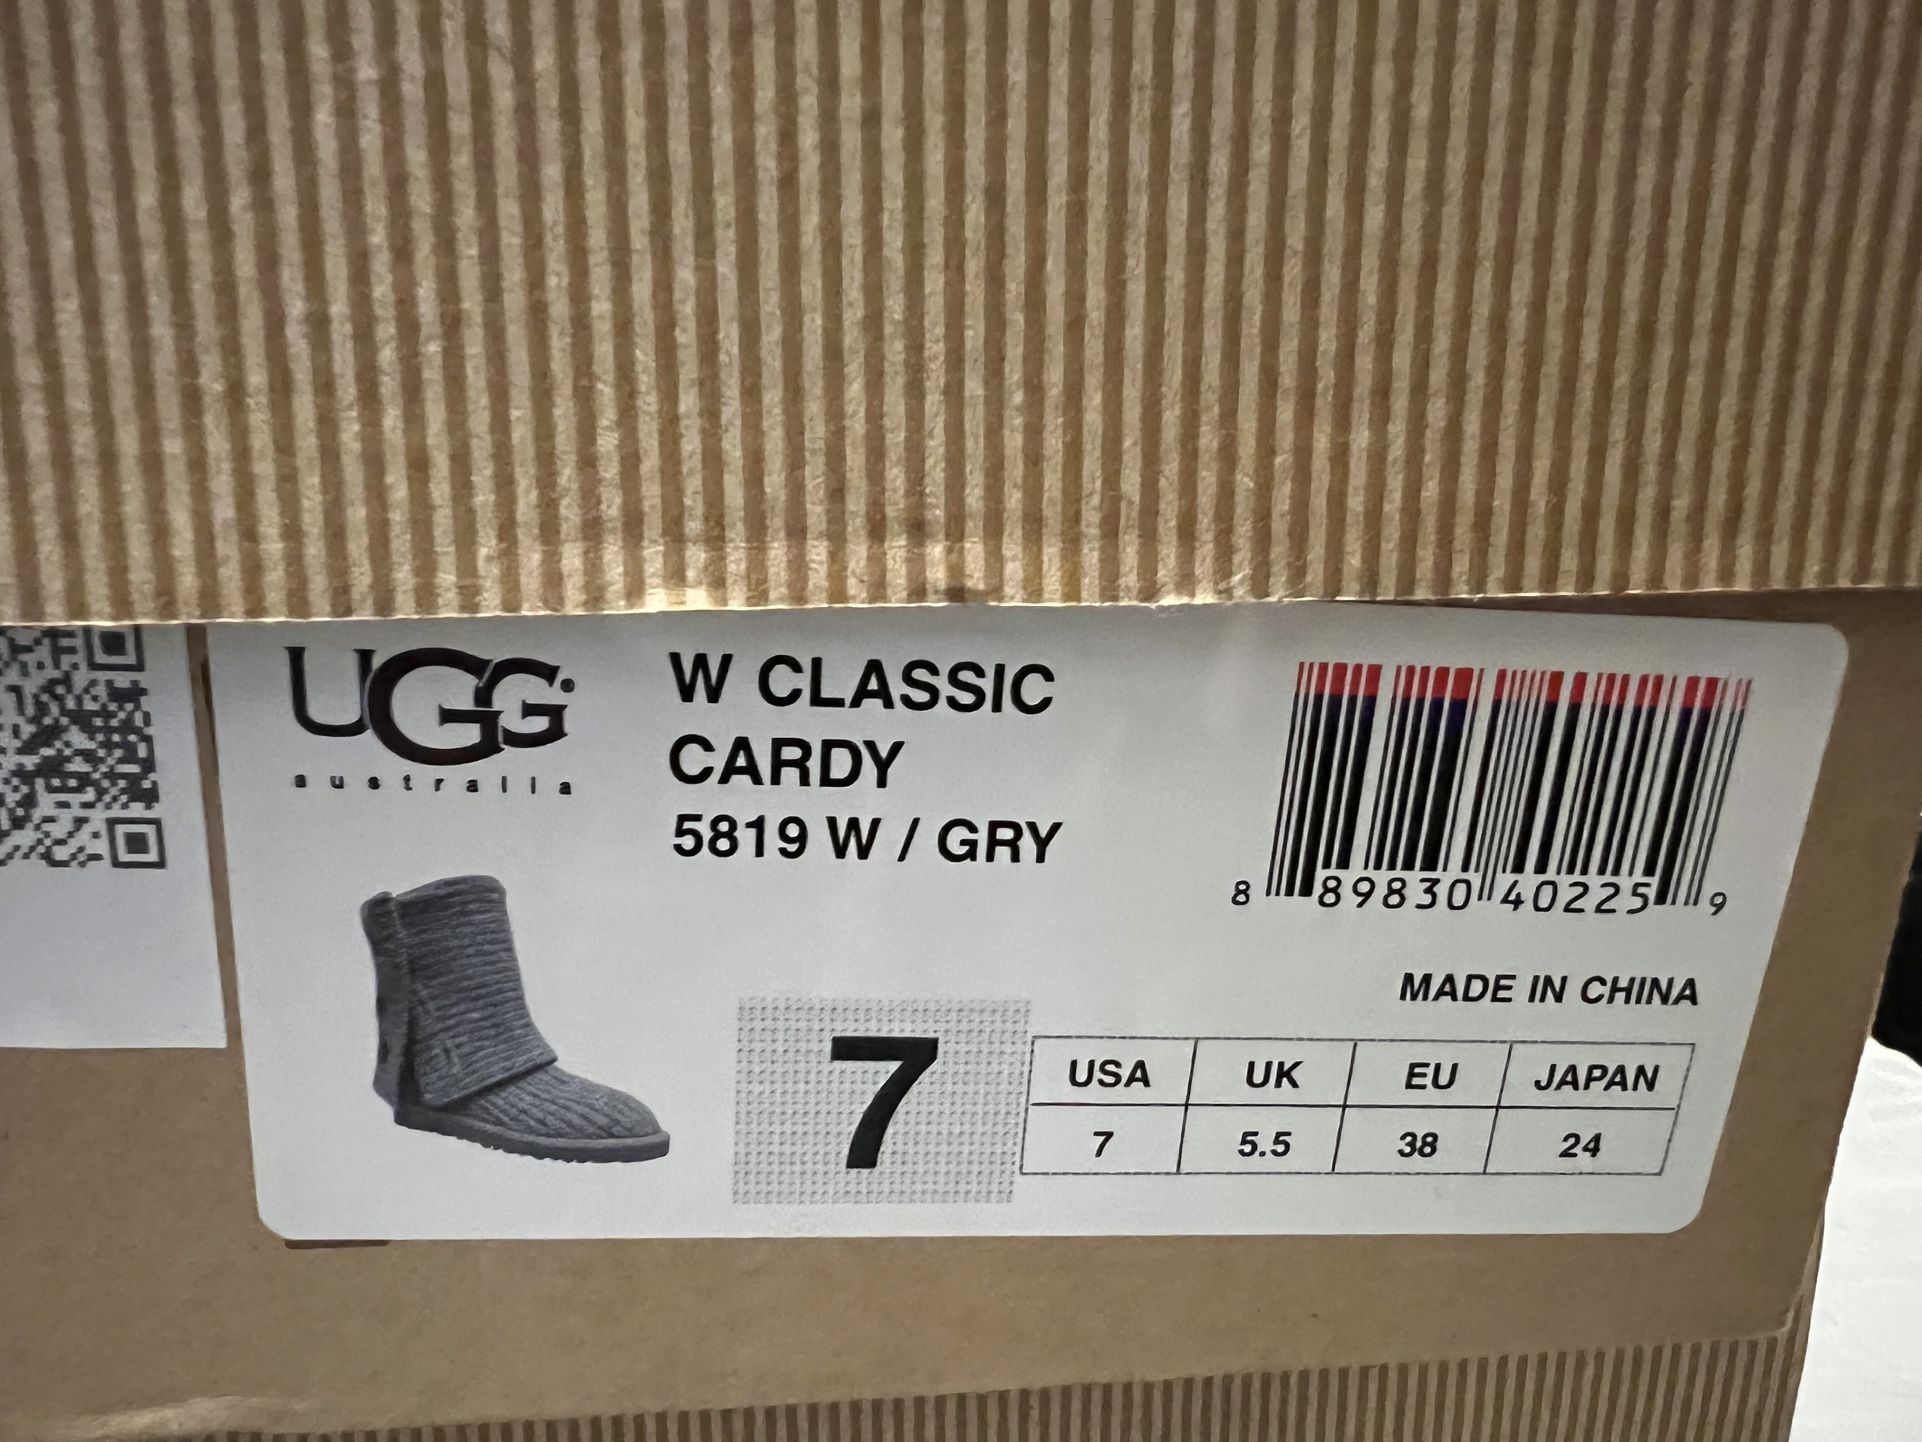 UGG
australia
W CLASSIC
CARDY
5819 W / GRY
8 89830 40225 9
MADE IN CHINA
7
USA UK EU JAPAN
7 5.5 38 24